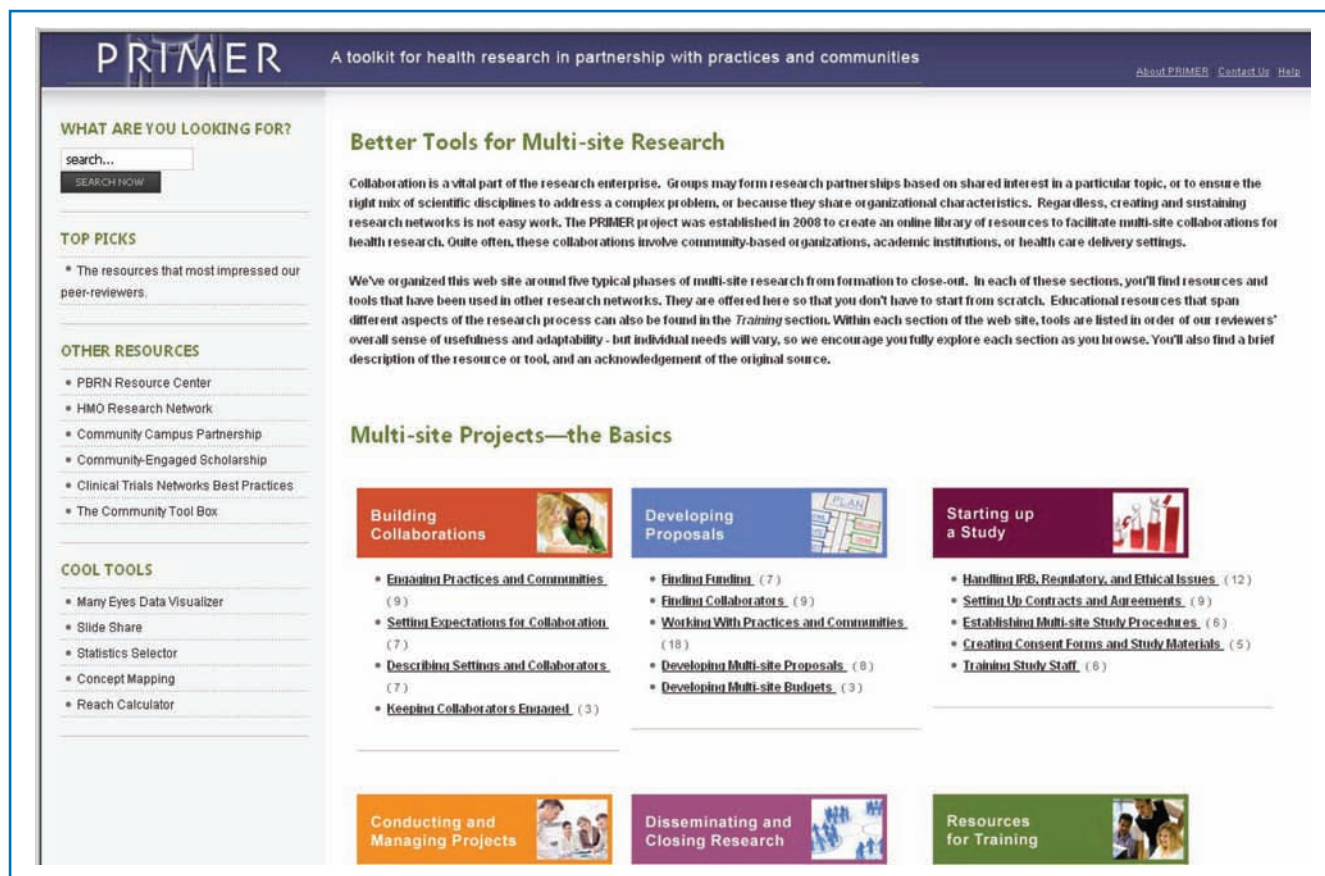 PRIMER
A toolkit for health research in partnership with practices and communities
About PRIMER Contact Us Help
WHAT ARE YOU LOOKING FOR?
search...
SEARCH NOW
TOP PICKS
• The resources that most impressed our
peer-reviewers.
OTHER RESOURCES
• PBRN Resource Center
• HMO Research Network
• Community Campus Partnership
• Community-Engaged Scholarship
• Clinical Trials Networks Best Practices
• The Community Tool Box
COOL TOOLS
• Many Eyes Data Visualizer
• Slide Share
• Statistics Selector
• Concept Mapping
• Reach Calculator
Better Tools for Multi-site Research
Collaboration is a vital part of the research enterprise. Groups may form research partnerships based on shared interest in a particular topic, or to ensure the
right mix of scientific disciplines to address a complex problem, or because they share organizational characteristics. Regardless, creating and sustaining
research networks is not easy work. The PRIMER project was established in 2008 to create an online library of resources to facilitate multi-site collaborations for
health research. Quite often, these collaborations involve community-based organizations, academic institutions, or health care delivery settings.
We've organized this web site around five typical phases of multi-site research from formation to close-out. In each of these sections, you'll find resources and
tools that have been used in other research networks. They are offered here so that you don't have to start from scratch. Educational resources that span
different aspects of the research process can also be found in the Training section. Within each section of the web site, tools are listed in order of our reviewers'
overall sense of usefulness and adaptability - but individual needs will vary, so we encourage you fully explore each section as you browse. You'll also find a brief
description of the resource or tool, and an acknowledgement of the original source.
Multi-site Projects—the Basics
Building
Collaborations
• Engaging Practices and Communities
(9)
• Setting Expectations for Collaboration
(7)
• Describing Settings and Collaborators
(7)
• Keeping Collaborators Engaged (3)
Developing
Proposals
PLAN
• Finding Funding (7)
• Finding Collaborators (9)
• Working With Practices and Communities
(18)
• Developing Multi-site Proposals (8)
• Developing Multi-site Budgets (3)
Starting up
a Study
• Handling IRB, Regulatory, and Ethical Issues (12)
• Setting Up Contracts and Agreements (9)
• Establishing Multi-site Study Procedures (6)
• Creating Consent Forms and Study Materials (5)
• Training Study Staff (6)
Conducting and
Managing Projects
Disseminating and
Closing Research
Resources
for Training